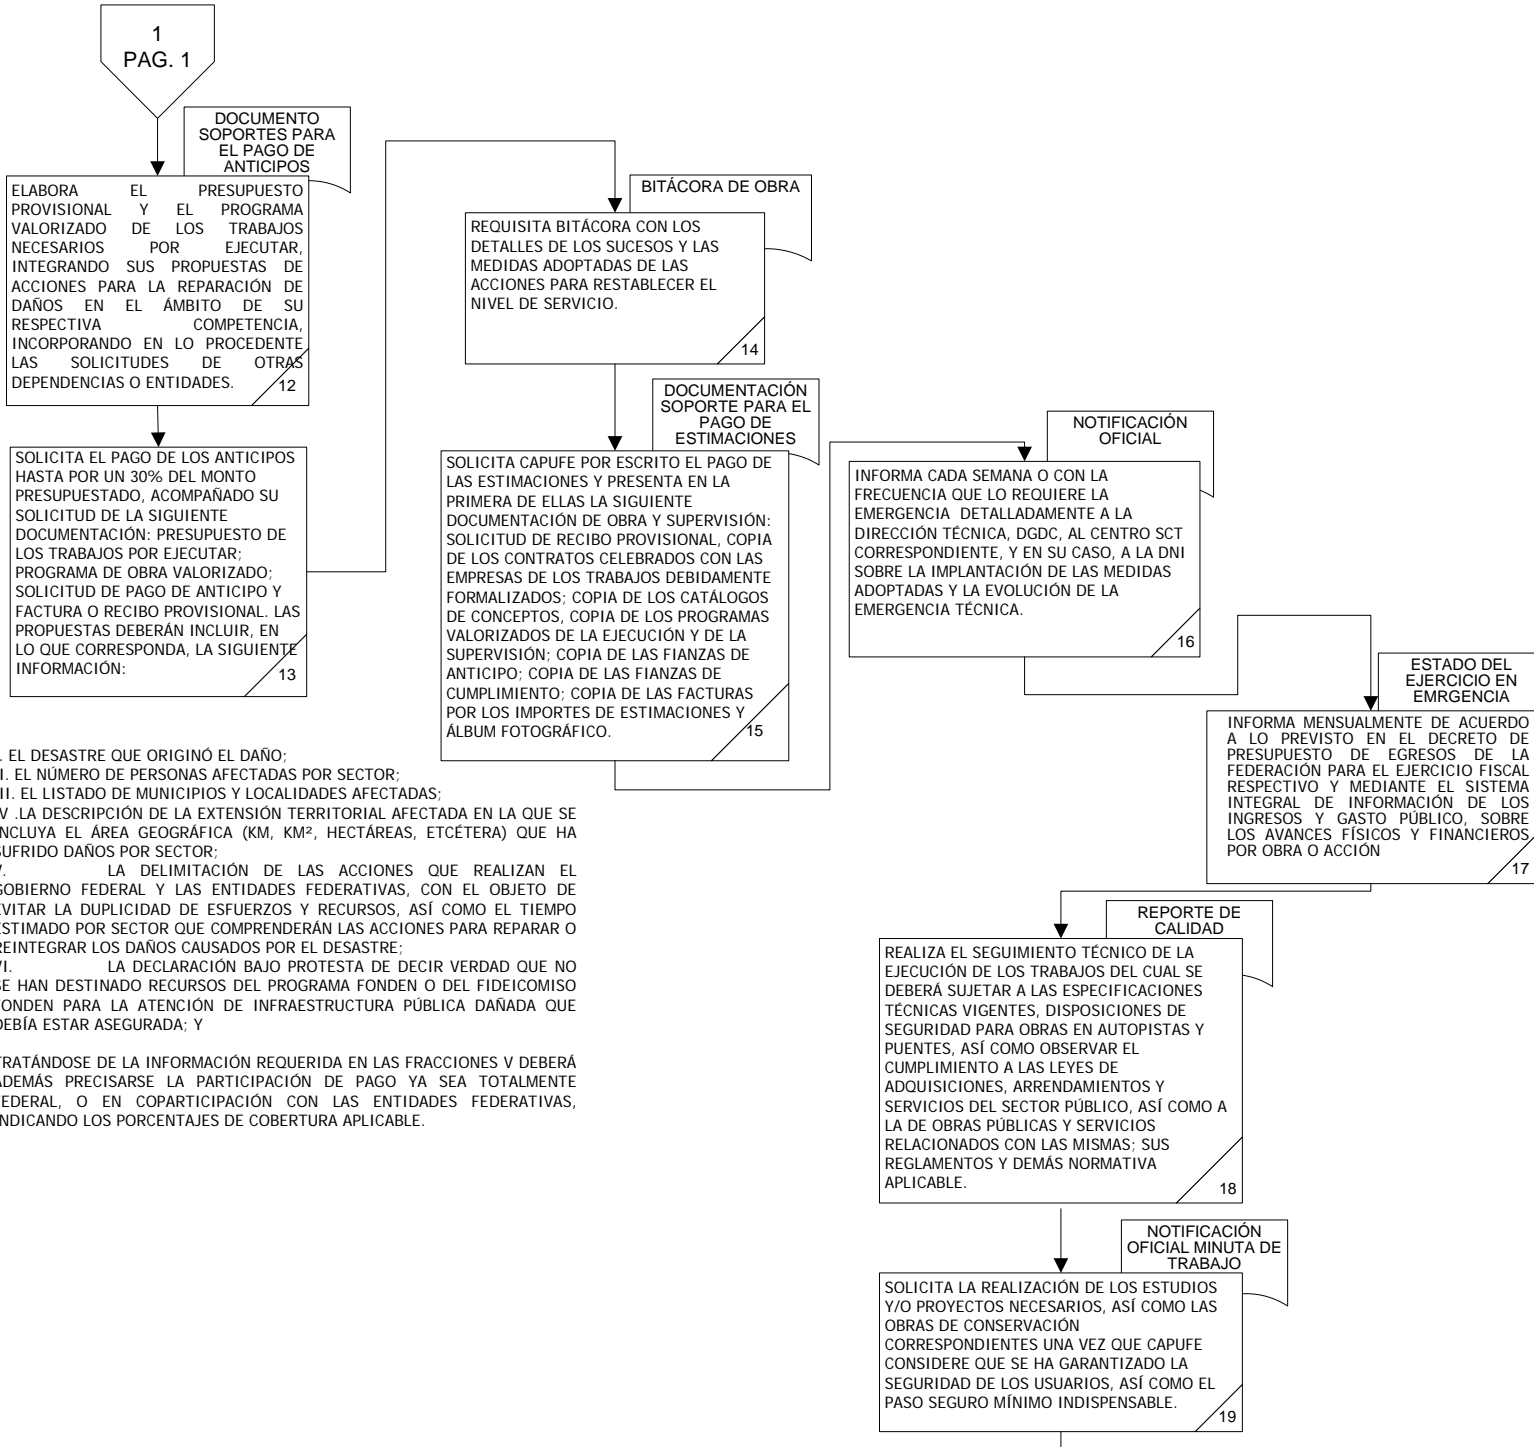 1
PAG. 1
DOCUMENTO
SOPORTES PARA
EL PAGO DE
ANTICIPOS
ELABORA EL PRESUPUESTO
PROVISIONAL Y EL PROGRAMA
VALORIZADO DE LOS TRABAJOS
NECESARIOS POR EJECUTAR,
INTEGRANDO SUS PROPUESTAS DE
ACCIONES PARA LA REPARACIÓN DE
DAÑOS EN EL ÁMBITO DE SU
RESPECTIVA COMPETENCIA,
INCORPORANDO EN LO PROCEDENTE
LAS SOLICITUDES DE OTRAS
DEPENDENCIAS O ENTIDADES.
12
SOLICITA EL PAGO DE LOS ANTICIPOS
HASTA POR UN 30% DEL MONTO
PRESUPUESTADO, ACOMPAÑADO SU
SOLICITUD DE LA SIGUIENTE
DOCUMENTACIÓN: PRESUPUESTO DE
LOS TRABAJOS POR EJECUTAR;
PROGRAMA DE OBRA VALORIZADO;
SOLICITUD DE PAGO DE ANTICIPO Y
FACTURA O RECIBO PROVISIONAL. LAS
PROPUESTAS DEBERÁN INCLUIR, EN
LO QUE CORRESPONDA, LA SIGUIENTE
INFORMACIÓN:
13
. EL DESASTRE QUE ORIGINÓ EL DAÑO;
I. EL NÚMERO DE PERSONAS AFECTADAS POR SECTOR;
II. EL LISTADO DE MUNICIPIOS Y LOCALIDADES AFECTADAS;
V .LA DESCRIPCIÓN DE LA EXTENSIÓN TERRITORIAL AFECTADA EN LA QUE SE
NCLUYA EL ÁREA GEOGRÁFICA (KM, KM², HECTÁREAS, ETCÉTERA) QUE HA
SUFRIDO DAÑOS POR SECTOR;
V. LA DELIMITACIÓN DE LAS ACCIONES QUE REALIZAN EL
GOBIERNO FEDERAL Y LAS ENTIDADES FEDERATIVAS, CON EL OBJETO DE
EVITAR LA DUPLICIDAD DE ESFUERZOS Y RECURSOS, ASÍ COMO EL TIEMPO
ESTIMADO POR SECTOR QUE COMPRENDERÁN LAS ACCIONES PARA REPARAR O
REINTEGRAR LOS DAÑOS CAUSADOS POR EL DESASTRE;
VI. LA DECLARACIÓN BAJO PROTESTA DE DECIR VERDAD QUE NO
SE HAN DESTINADO RECURSOS DEL PROGRAMA FONDEN O DEL FIDEICOMISO
FONDEN PARA LA ATENCIÓN DE INFRAESTRUCTURA PÚBLICA DAÑADA QUE
DEBÍA ESTAR ASEGURADA; Y
TRATÁNDOSE DE LA INFORMACIÓN REQUERIDA EN LAS FRACCIONES V DEBERÁ
ADEMÁS PRECISARSE LA PARTICIPACIÓN DE PAGO YA SEA TOTALMENTE
FEDERAL, O EN COPARTICIPACIÓN CON LAS ENTIDADES FEDERATIVAS,
NDICANDO LOS PORCENTAJES DE COBERTURA APLICABLE.
BITÁCORA DE OBRA
REQUISITA BITÁCORA CON LOS
DETALLES DE LOS SUCESOS Y LAS
MEDIDAS ADOPTADAS DE LAS
ACCIONES PARA RESTABLECER EL
NIVEL DE SERVICIO.
14
DOCUMENTACIÓN
SOPORTE PARA EL
PAGO DE
ESTIMACIONES
SOLICITA CAPUFE POR ESCRITO EL PAGO DE
LAS ESTIMACIONES Y PRESENTA EN LA
PRIMERA DE ELLAS LA SIGUIENTE
DOCUMENTACIÓN DE OBRA Y SUPERVISIÓN:
SOLICITUD DE RECIBO PROVISIONAL, COPIA
DE LOS CONTRATOS CELEBRADOS CON LAS
EMPRESAS DE LOS TRABAJOS DEBIDAMENTE
FORMALIZADOS; COPIA DE LOS CATÁLOGOS
DE CONCEPTOS, COPIA DE LOS PROGRAMAS
VALORIZADOS DE LA EJECUCIÓN Y DE LA
SUPERVISIÓN; COPIA DE LAS FIANZAS DE
ANTICIPO; COPIA DE LAS FIANZAS DE
CUMPLIMIENTO; COPIA DE LAS FACTURAS
POR LOS IMPORTES DE ESTIMACIONES Y
ÁLBUM FOTOGRÁFICO.
15
NOTIFICACIÓN
OFICIAL
INFORMA CADA SEMANA O CON LA
FRECUENCIA QUE LO REQUIERE LA
EMERGENCIA DETALLADAMENTE A LA
DIRECCIÓN TÉCNICA, DGDC, AL CENTRO SCT
CORRESPONDIENTE, Y EN SU CASO, A LA DNI
SOBRE LA IMPLANTACIÓN DE LAS MEDIDAS
ADOPTADAS Y LA EVOLUCIÓN DE LA
EMERGENCIA TÉCNICA.
16
ESTADO DEL
EJERCICIO EN
EMRGENCIA
INFORMA MENSUALMENTE DE ACUERDO
A LO PREVISTO EN EL DECRETO DE
PRESUPUESTO DE EGRESOS DE LA
FEDERACIÓN PARA EL EJERCICIO FISCAL
RESPECTIVO Y MEDIANTE EL SISTEMA
INTEGRAL DE INFORMACIÓN DE LOS
INGRESOS Y GASTO PÚBLICO, SOBRE
LOS AVANCES FÍSICOS Y FINANCIEROS
POR OBRA O ACCIÓN
17
REPORTE DE
CALIDAD
REALIZA EL SEGUIMIENTO TÉCNICO DE LA
EJECUCIÓN DE LOS TRABAJOS DEL CUAL SE
DEBERÁ SUJETAR A LAS ESPECIFICACIONES
TÉCNICAS VIGENTES, DISPOSICIONES DE
SEGURIDAD PARA OBRAS EN AUTOPISTAS Y
PUENTES, ASÍ COMO OBSERVAR EL
CUMPLIMIENTO A LAS LEYES DE
ADQUISICIONES, ARRENDAMIENTOS Y
SERVICIOS DEL SECTOR PÚBLICO, ASÍ COMO A
LA DE OBRAS PÚBLICAS Y SERVICIOS
RELACIONADOS CON LAS MISMAS; SUS
REGLAMENTOS Y DEMÁS NORMATIVA
APLICABLE.
18
NOTIFICACIÓN
OFICIAL MINUTA DE
TRABAJO
SOLICITA LA REALIZACIÓN DE LOS ESTUDIOS
Y/O PROYECTOS NECESARIOS, ASÍ COMO LAS
OBRAS DE CONSERVACIÓN
CORRESPONDIENTES UNA VEZ QUE CAPUFE
CONSIDERE QUE SE HA GARANTIZADO LA
SEGURIDAD DE LOS USUARIOS, ASÍ COMO EL
PASO SEGURO MÍNIMO INDISPENSABLE.
19